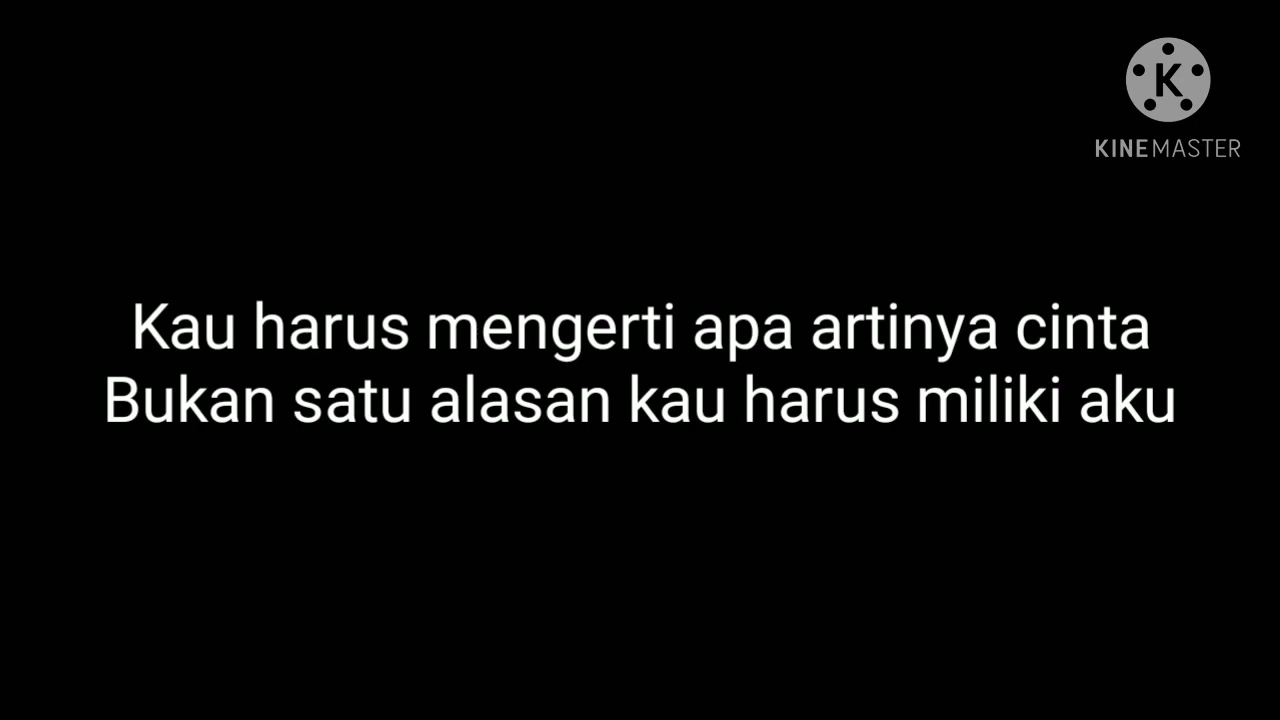 K
KINEMASTER
Kau harus mengerti apa artinya cinta
Bukan satu alasan kau harus miliki aku